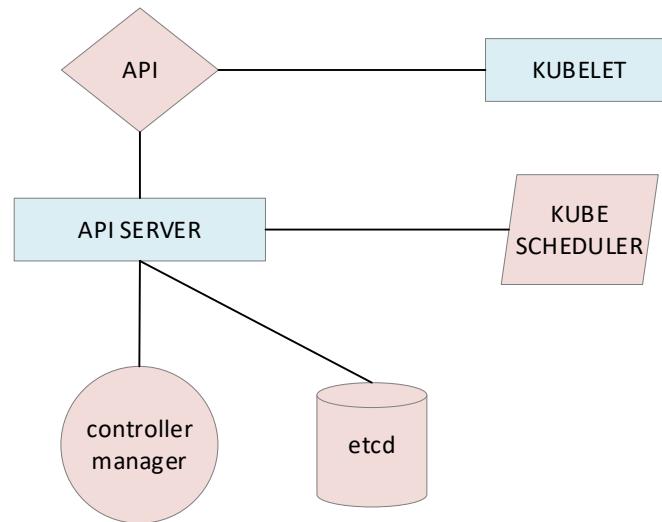 API
KUBELET
API SERVER
KUBE
SCHEDULER
controller
manager
etcd